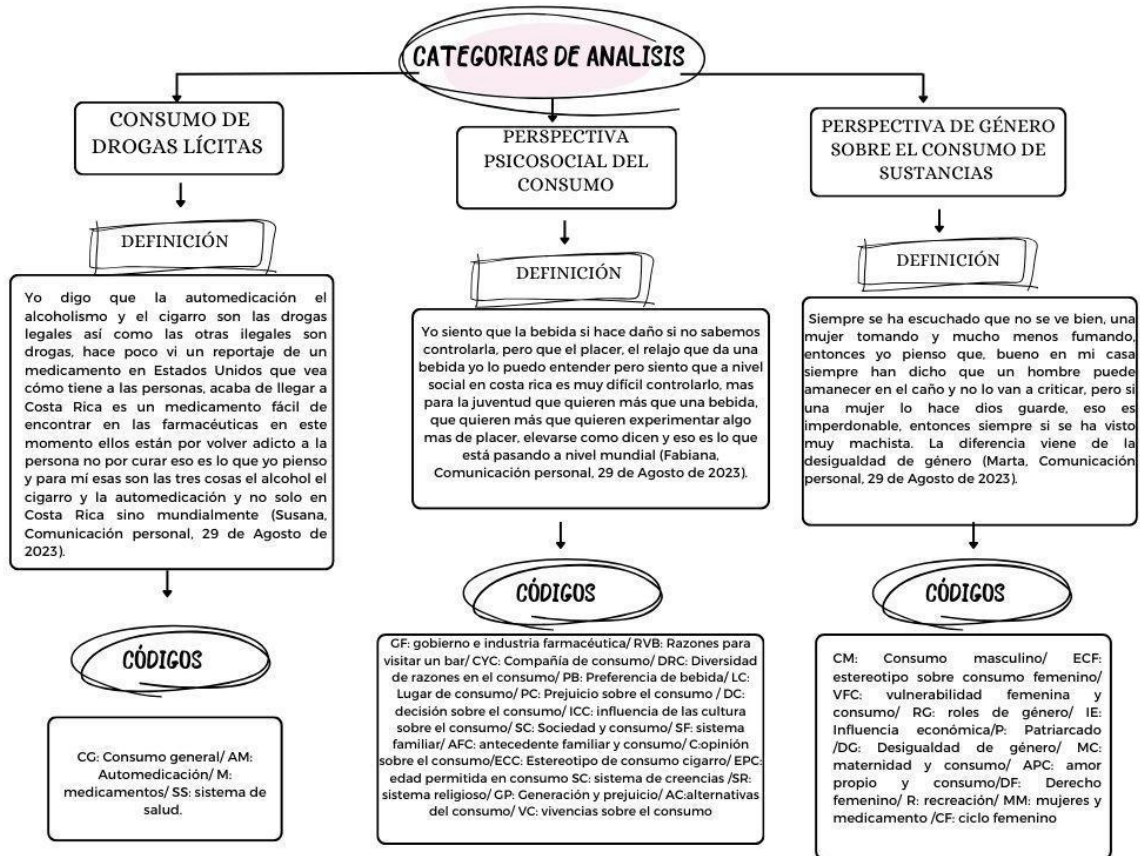 CATEGORIAS DE ANALISIS
CONSUMO DE
DROGAS LÍCITAS
DEFINICIÓN
Yo digo que la automedicación el
alcoholismo y el cigarro son las drogas
legales así como las otras ilegales son
drogas, hace poco vi un reportaje de un
medicamento en Estados Unidos que vea
cómo tiene a las personas, acaba de llegar a
Costa Rica es un medicamento fácil de
encontrar en las farmacéuticas en este
momento ellos están por volver adicto a la
persona no por curar eso es lo que yo pienso
y para mí esas son las tres cosas el alcohol el
cigarro y la automedicación y no solo en
Costa Rica sino mundialmente (Susana,
Comunicación personal, 29 de Agosto de
2023).
CÓDIGOS
CG: Consumo general/ AM:
Automedicación/ M:
medicamentos/ SS: sistema de
salud.
PERSPECTIVA
PSICOSOCIAL DEL
CONSUMO
DEFINICIÓN
Yo siento que la bebida si hace daño si no sabemos
controlarla, pero que el placer, el relajo que da una
bebida yo lo puedo entender pero siento que a nivel
social en costa rica es muy difícil controlarlo, mas
para la juventud que quieren más que una bebida,
que quieren más que quieren experimentar algo
mas de placer, elevarse como dicen y eso es lo que
está pasando a nivel mundial (Fabiana,
Comunicación personal, 29 de Agosto de 2023).
CÓDIGOS
GF: gobierno e industria farmacéutica/ RVB: Razones para
visitar un bar/ CYC: Compañía de consumo/ DRC: Diversidad
de razones en el consumo/ PB: Preferencia de bebida/ LC:
Lugar de consumo/ PC: Prejuicio sobre el consumo / DC:
decisión sobre el consumo/ ICC: influencia de las cultura
sobre el consumo/ SC: Sociedad y consumo/ SF: sistema
familiar/ AFC: antecedente familiar y consumo/ C:opinión
sobre el consumo/ECC: Estereotipo de consumo cigarro/ EPC:
edad permitida en consumo SC: sistema de creencias /SR:
sistema religioso/ GP: Generación y prejuicio/ AC:alternativas
del consumo/ VC: vivencias sobre el consumo
PERSPECTIVA DE GÉNERO
SOBRE EL CONSUMO DE
SUSTANCIAS
DEFINICIÓN
Siempre se ha escuchado que no se ve bien, una
mujer tomando y mucho menos fumando,
entonces yo pienso que, bueno en mi casa
siempre han dicho que un hombre puede
amanecer en el caño y no lo van a criticar, pero si
una mujer lo hace dios guarde, eso es
imperdonable, entonces siempre si se ha visto
muy machista. La diferencia viene de la
desigualdad de género (Marta, Comunicación
personal, 29 de Agosto de 2023).
CÓDIGOS
CM: Consumo masculino/ ECF:
estereotipo sobre consumo femenino/
VFC: vulnerabilidad femenina y
consumo/ RG: roles de género/ IE:
Influencia económica/P: Patriarcado
/DG: Desigualdad de género/ MC:
maternidad y consumo/ APC: amor
propio y consumo/DF: Derecho
femenino/ R: recreación/ MM: mujeres y
medicamento /CF: ciclo femenino